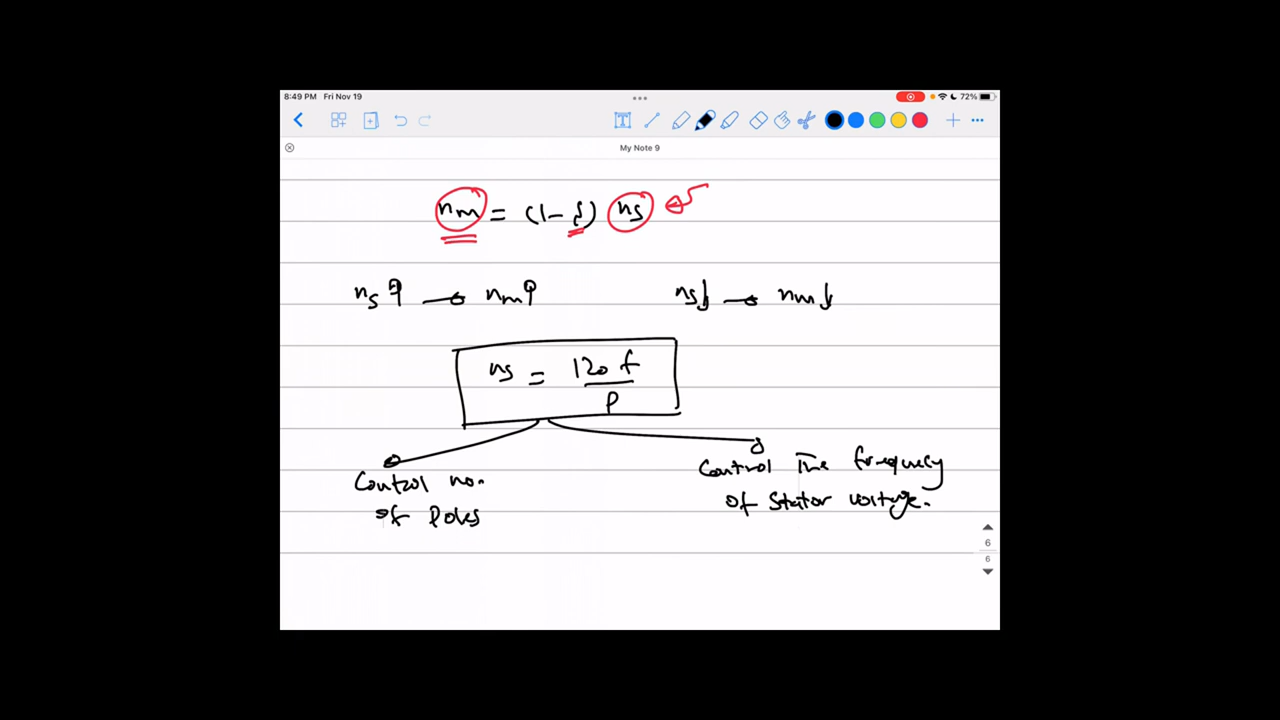 8:49 PM Fri Nov 19
72%
My Note 9
nm = (1-s) ns
ns↑ → nm↑ ns↓ → nm↓
ns = 120 f / P
Control no.
of Poles
Control The frequency
of Stator voltage.
6
6